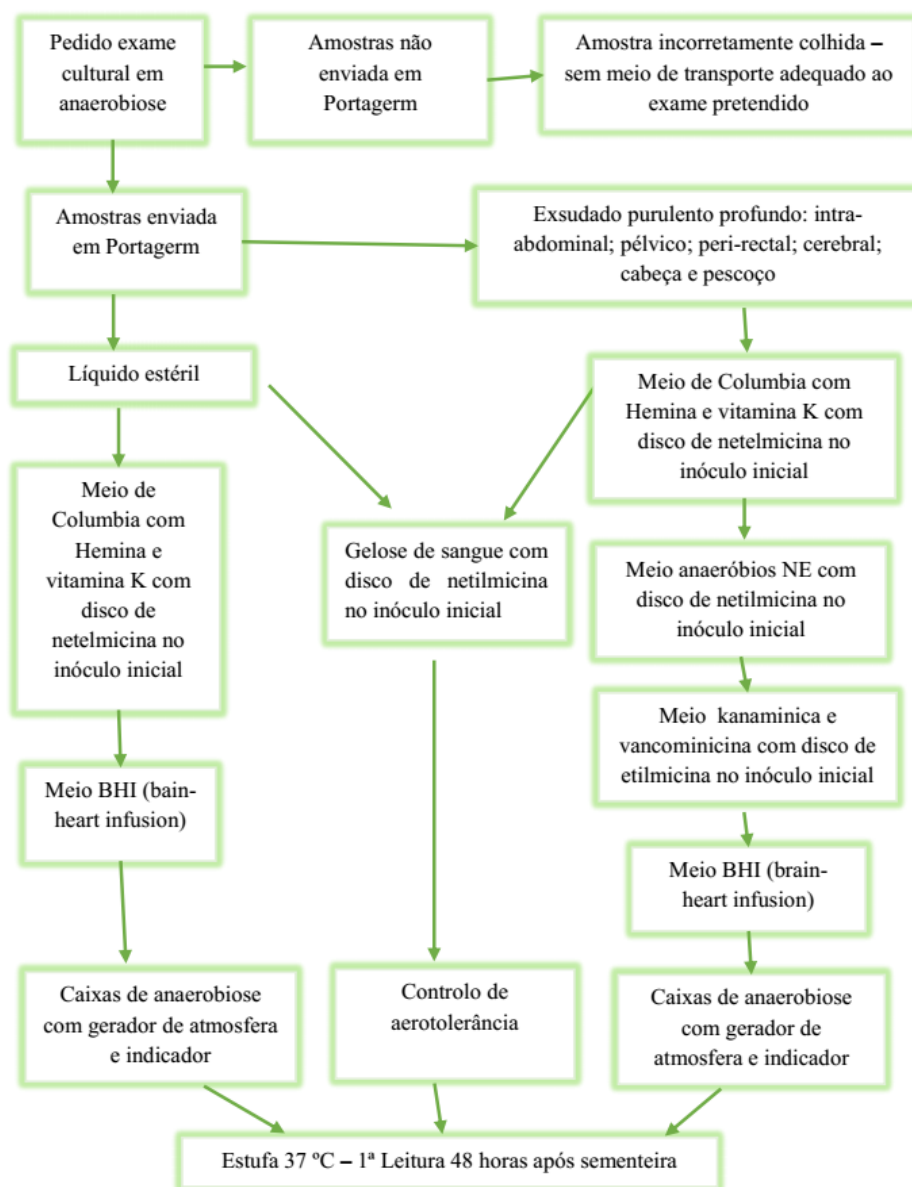 Pedido exame
cultural em
anaerobiose
Amostras não
enviada em
Portagerm
Amostra incorretamente colhida –
sem meio de transporte adequado ao
exame pretendido
Amostras enviada
em Portagerm
Exsudado purulento profundo: intra-
abdominal; pélvico; peri-rectal; cerebral;
cabeça e pescoço
Líquido estéril
Meio de Columbia com
Hemina e vitamina K com
disco de netelmicina no
inóculo inicial
Meio de
Columbia com
Hemina e
vitamina K com
disco de
netelmicina no
inóculo inicial
Gelose de sangue com
disco de netilmicina
no inóculo inicial
Meio anaeróbios NE com
disco de netilmicina no
inóculo inicial
Meio kanaminica e
vancominicina com disco de
etilmicina no inóculo inicial
Meio BHI (bain-
heart infusion)
Meio BHI (brain-
heart infusion)
Caixas de anaerobiose
com gerador de atmosfera
e indicador
Controlo de
aerotolerância
Caixas de anaerobiose
com gerador de
atmosfera e indicador
Estufa 37 ºC – 1ª Leitura 48 horas após sementeira